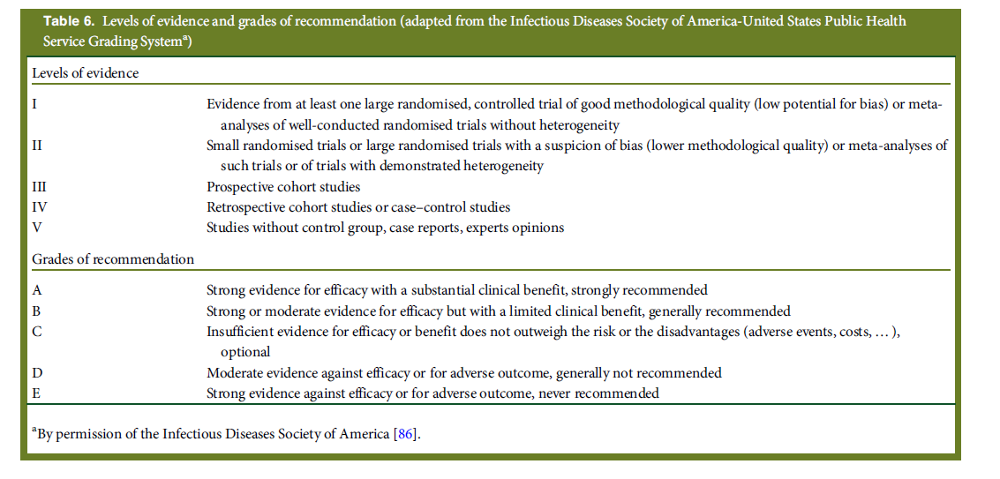 Table 6. Levels of evidence and grades of recommendation (adapted from the Infectious Diseases Society of America-United States Public Health
Service Grading Systemᵃ)
Levels of evidence
I Evidence from at least one large randomised, controlled trial of good methodological quality (low potential for bias) or meta-
analyses of well-conducted randomised trials without heterogeneity
II Small randomised trials or large randomised trials with a suspicion of bias (lower methodological quality) or meta-analyses of
such trials or of trials with demonstrated heterogeneity
III Prospective cohort studies
IV Retrospective cohort studies or case–control studies
V Studies without control group, case reports, experts opinions
Grades of recommendation
A Strong evidence for efficacy with a substantial clinical benefit, strongly recommended
B Strong or moderate evidence for efficacy but with a limited clinical benefit, generally recommended
C Insufficient evidence for efficacy or benefit does not outweigh the risk or the disadvantages (adverse events, costs, … ),
optional
D Moderate evidence against efficacy or for adverse outcome, generally not recommended
E Strong evidence against efficacy or for adverse outcome, never recommended
ᵃBy permission of the Infectious Diseases Society of America [86].